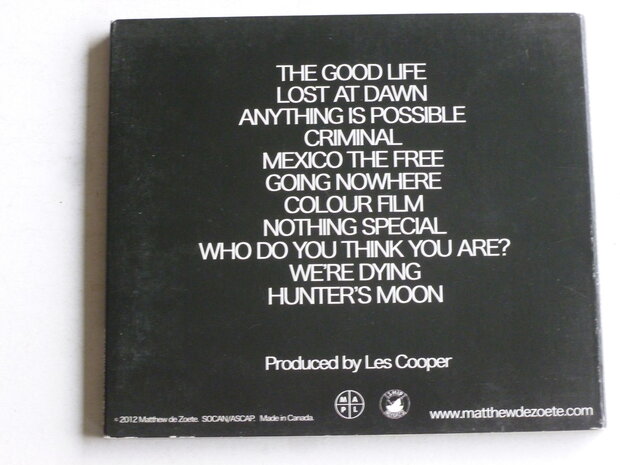 THE GOOD LIFE
LOST AT DAWN
ANYTHING IS POSSIBLE
CRIMINAL
MEXICO THE FREE
GOING NOWHERE
COLOUR FILM
NOTHING SPECIAL
WHO DO YOU THINK YOU ARE?
WE'RE DYING
HUNTER'S MOON
Produced by Les Cooper
© 2012 Matthew de Zoete. SOCAN/ASCAP. Made in Canada.
M A
P L
www.matthewdezoete.com